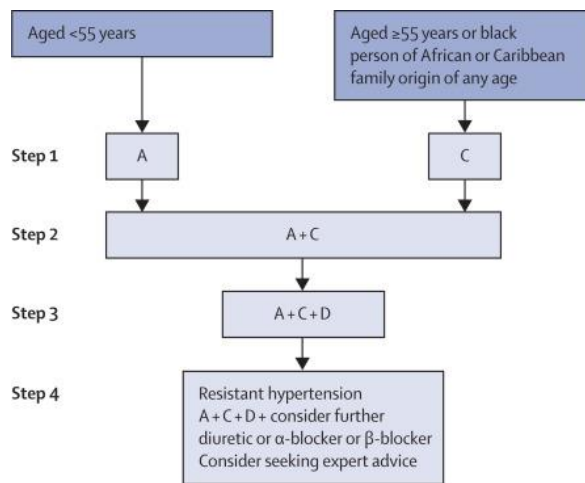 Aged <55 years
Aged ≥55 years or black
person of African or Caribbean
family origin of any age
Step 1
A
C
Step 2
A + C
Step 3
A + C + D
Step 4
Resistant hypertension
A + C + D + consider further
diuretic or α-blocker or β-blocker
Consider seeking expert advice